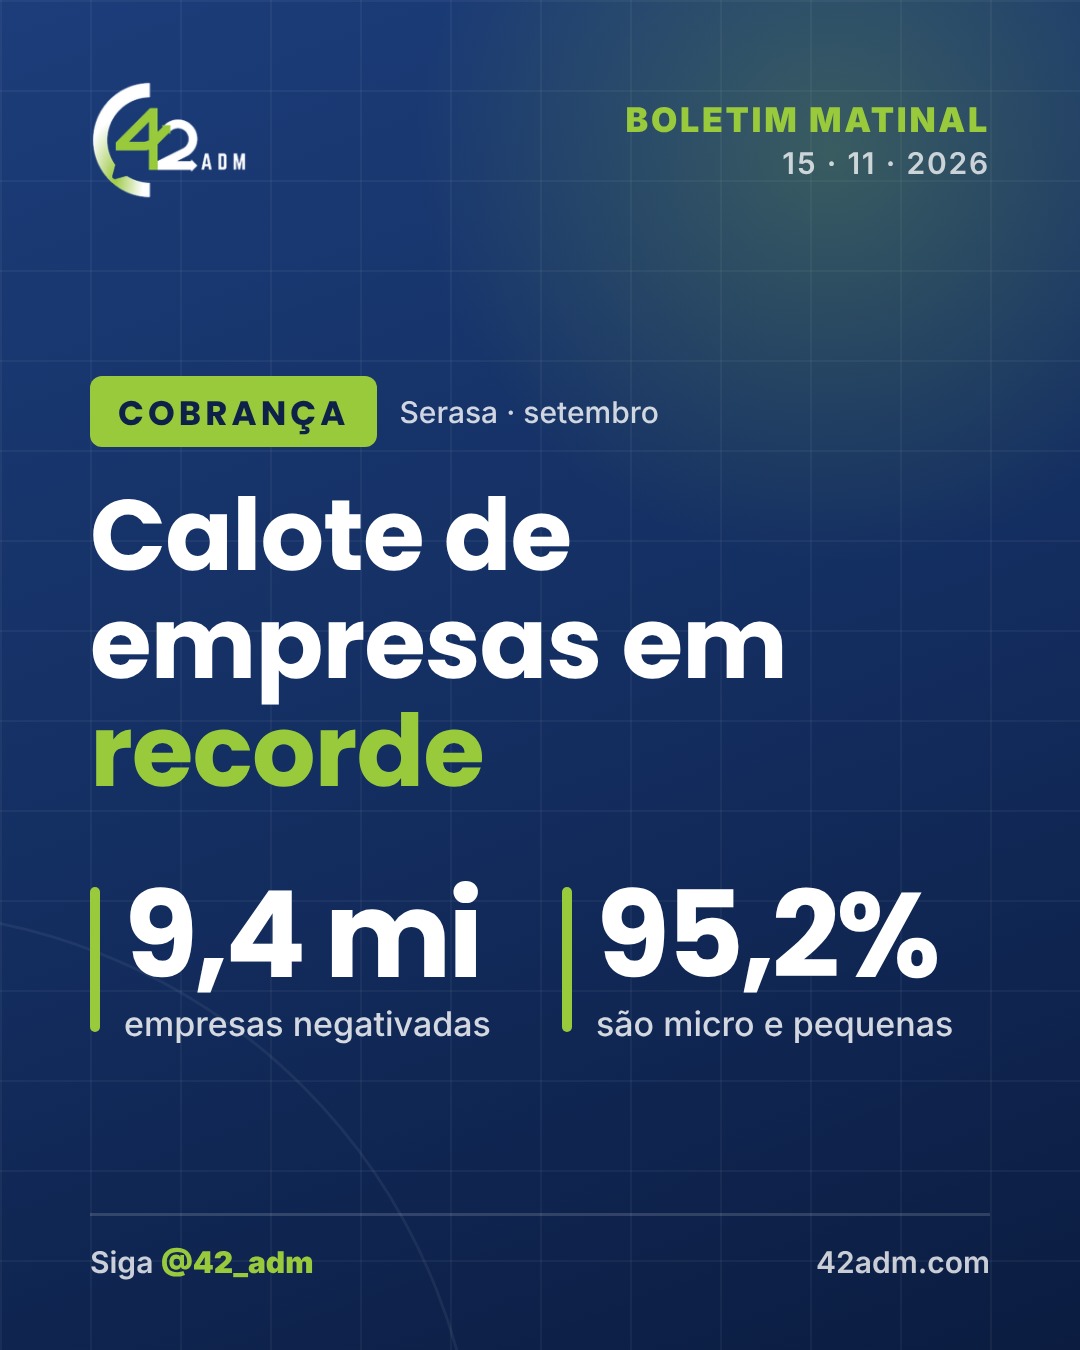 42 ADM
BOLETIM MATINAL
15 · 11 · 2026
COBRANÇA
Serasa · setembro
Calote de
empresas em
recorde
9,4 mi
empresas negativadas
95,2%
são micro e pequenas
Siga @42_adm
42adm.com